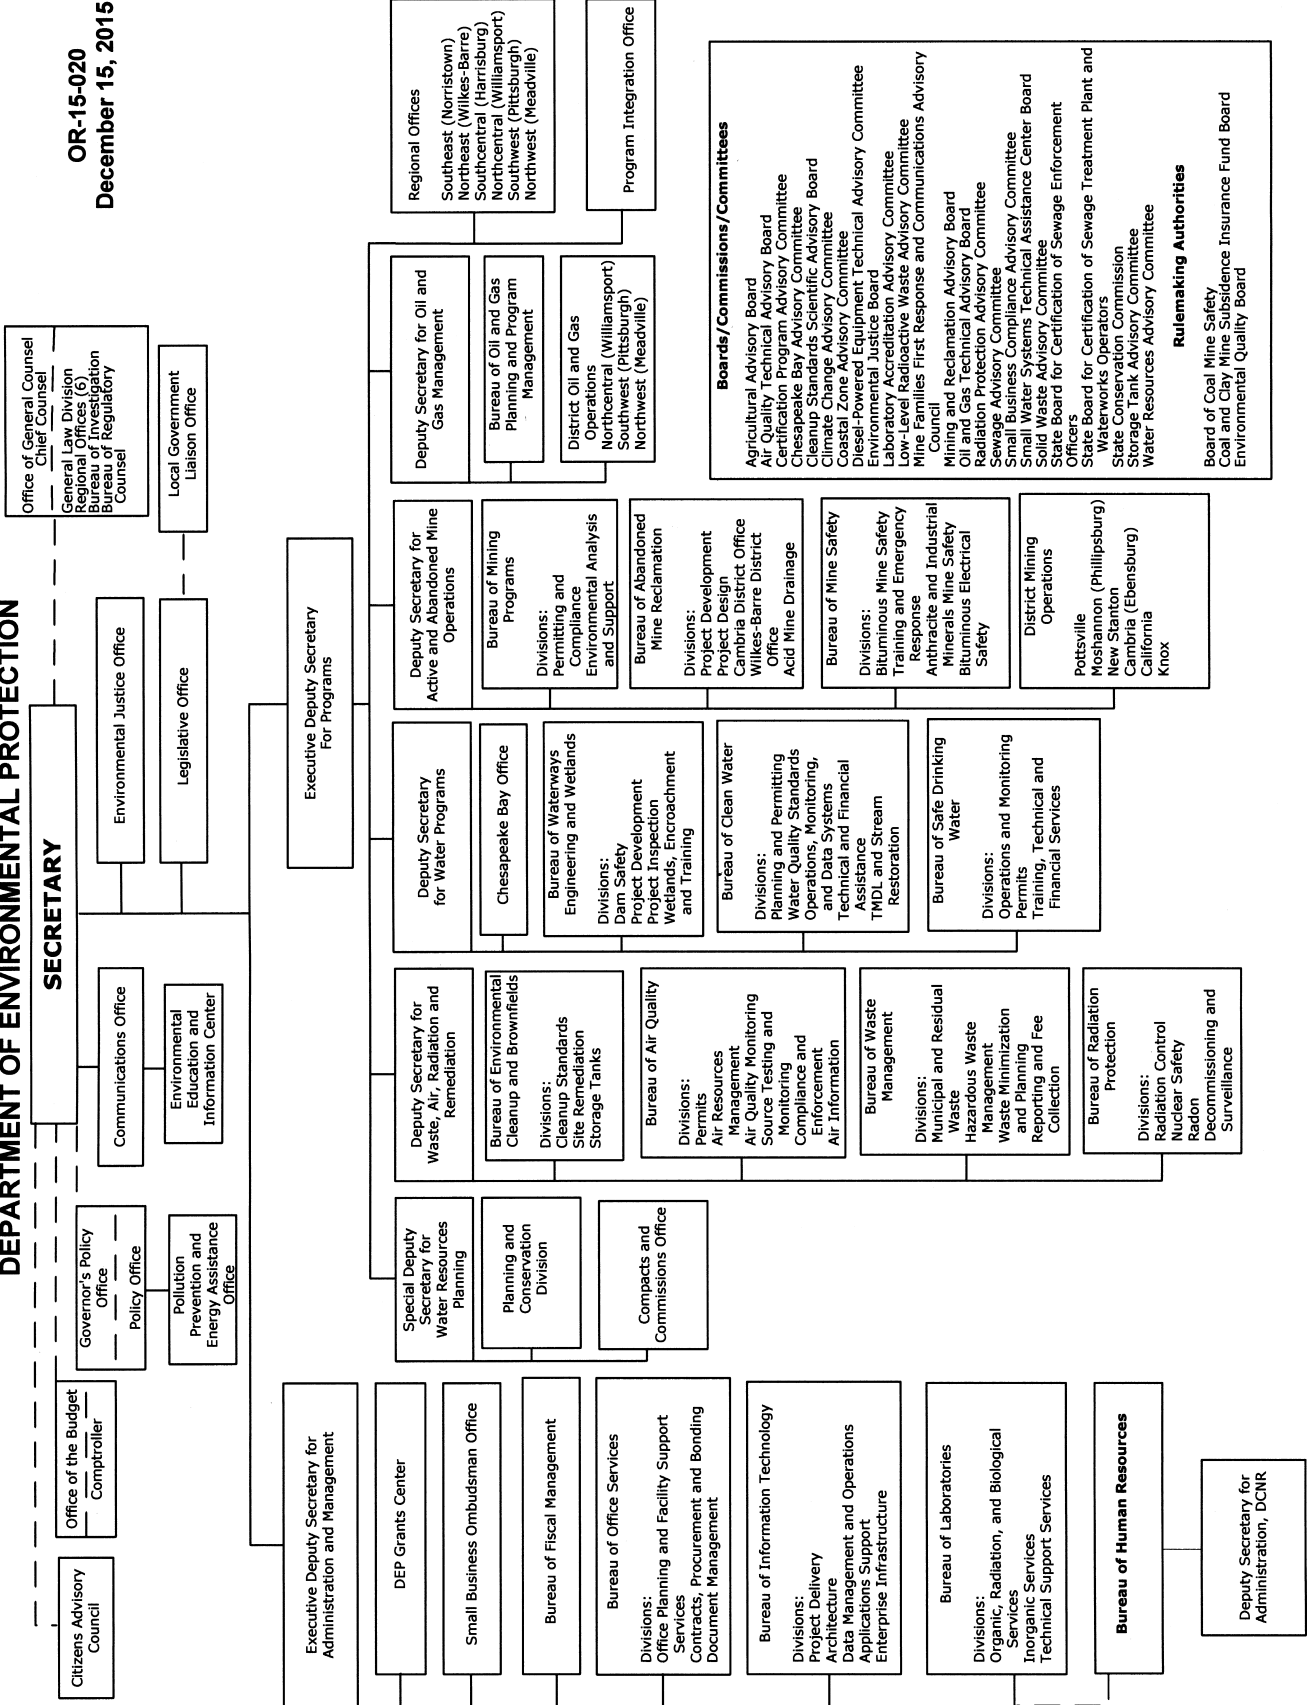 OR-15-020
December 15, 2015
DEPARTMENT OF ENVIRONMENTAL PROTECTION
SECRETARY
Citizens Advisory
Council
Office of the Budget
Comptroller
Governor's Policy
Office
Policy Office
Pollution
Prevention and
Energy Assistance
Office
Communications Office
Environmental
Education and
Information Center
Environmental Justice Office
Legislative Office
Local Government
Liaison Office
Office of General Counsel
Chief Counsel
General Law Division
Regional Offices (6)
Bureau of Investigation
Bureau of Regulatory
Counsel
Executive Deputy Secretary for
Administration and Management
DEP Grants Center
Small Business Ombudsman Office
Bureau of Fiscal Management
Bureau of Office Services
Divisions:
Office Planning and Facility Support
Services
Contracts, Procurement and Bonding
Document Management
Bureau of Information Technology
Divisions:
Project Delivery
Architecture
Data Management and Operations
Applications Support
Enterprise Infrastructure
Bureau of Laboratories
Divisions:
Organic, Radiation, and Biological
Services
Inorganic Services
Technical Support Services
Bureau of Human Resources
Deputy Secretary for
Administration, DCNR
Executive Deputy Secretary
For Programs
Special Deputy
Secretary for
Water Resources
Planning
Planning and
Conservation
Division
Compacts and
Commissions Office
Deputy Secretary for
Waste, Air, Radiation and
Remediation
Bureau of Environmental
Cleanup and Brownfields
Divisions:
Cleanup Standards
Site Remediation
Storage Tanks
Bureau of Air Quality
Divisions:
Permits
Air Resources
Management
Air Quality Monitoring
Source Testing and
Monitoring
Compliance and
Enforcement
Air Information
Bureau of Waste
Management
Divisions:
Municipal and Residual
Waste
Hazardous Waste
Management
Waste Minimization
and Planning
Reporting and Fee
Collection
Bureau of Radiation
Protection
Divisions:
Radiation Control
Nuclear Safety
Radon
Decommissioning and
Surveillance
Deputy Secretary
for Water Programs
Chesapeake Bay Office
Bureau of Waterways
Engineering and Wetlands
Divisions:
Dam Safety
Project Development
Project Inspection
Wetlands, Encroachment
and Training
Bureau of Clean Water
Divisions:
Planning and Permitting
Water Quality Standards
Operations, Monitoring,
and Data Systems
Technical and Financial
Assistance
TMDL and Stream
Restoration
Bureau of Safe Drinking
Water
Divisions:
Operations and Monitoring
Permits
Training, Technical and
Financial Services
Deputy Secretary for
Active and Abandoned Mine
Operations
Bureau of Mining
Programs
Divisions:
Permitting and
Compliance
Environmental Analysis
and Support
Bureau of Abandoned
Mine Reclamation
Divisions:
Project Development
Project Design
Cambria District Office
Wilkes-Barre District
Office
Acid Mine Drainage
Bureau of Mine Safety
Divisions:
Bituminous Mine Safety
Training and Emergency
Response
Anthracite and Industrial
Minerals Mine Safety
Bituminous Electrical
Safety
District Mining
Operations
Pottsville
Moshannon (Phillipsburg)
New Stanton
Cambria (Ebensburg)
California
Knox
Deputy Secretary for Oil and
Gas Management
Bureau of Oil and Gas
Planning and Program
Management
District Oil and Gas
Operations
Northcentral (Williamsport)
Southwest (Pittsburgh)
Northwest (Meadville)
Regional Offices
Southeast (Norristown)
Northeast (Wilkes-Barre)
Southcentral (Harrisburg)
Northcentral (Williamsport)
Southwest (Pittsburgh)
Northwest (Meadville)
Program Integration Office
Boards/Commissions/Committees
Agricultural Advisory Board
Air Quality Technical Advisory Board
Certification Program Advisory Committee
Chesapeake Bay Advisory Committee
Cleanup Standards Scientific Advisory Board
Climate Change Advisory Committee
Coastal Zone Advisory Committee
Diesel-Powered Equipment Technical Advisory Committee
Environmental Justice Board
Laboratory Accreditation Advisory Committee
Low-Level Radioactive Waste Advisory Committee
Mine Families First Response and Communications Advisory
Council
Mining and Reclamation Advisory Board
Oil and Gas Technical Advisory Board
Radiation Protection Advisory Committee
Sewage Advisory Committee
Small Business Compliance Advisory Committee
Small Water Systems Technical Assistance Center Board
Solid Waste Advisory Committee
State Board for Certification of Sewage Enforcement
Officers
State Board for Certification of Sewage Treatment Plant and
Waterworks Operators
State Conservation Commission
Storage Tank Advisory Committee
Water Resources Advisory Committee
Rulemaking Authorities
Board of Coal Mine Safety
Coal and Clay Mine Subsidence Insurance Fund Board
Environmental Quality Board